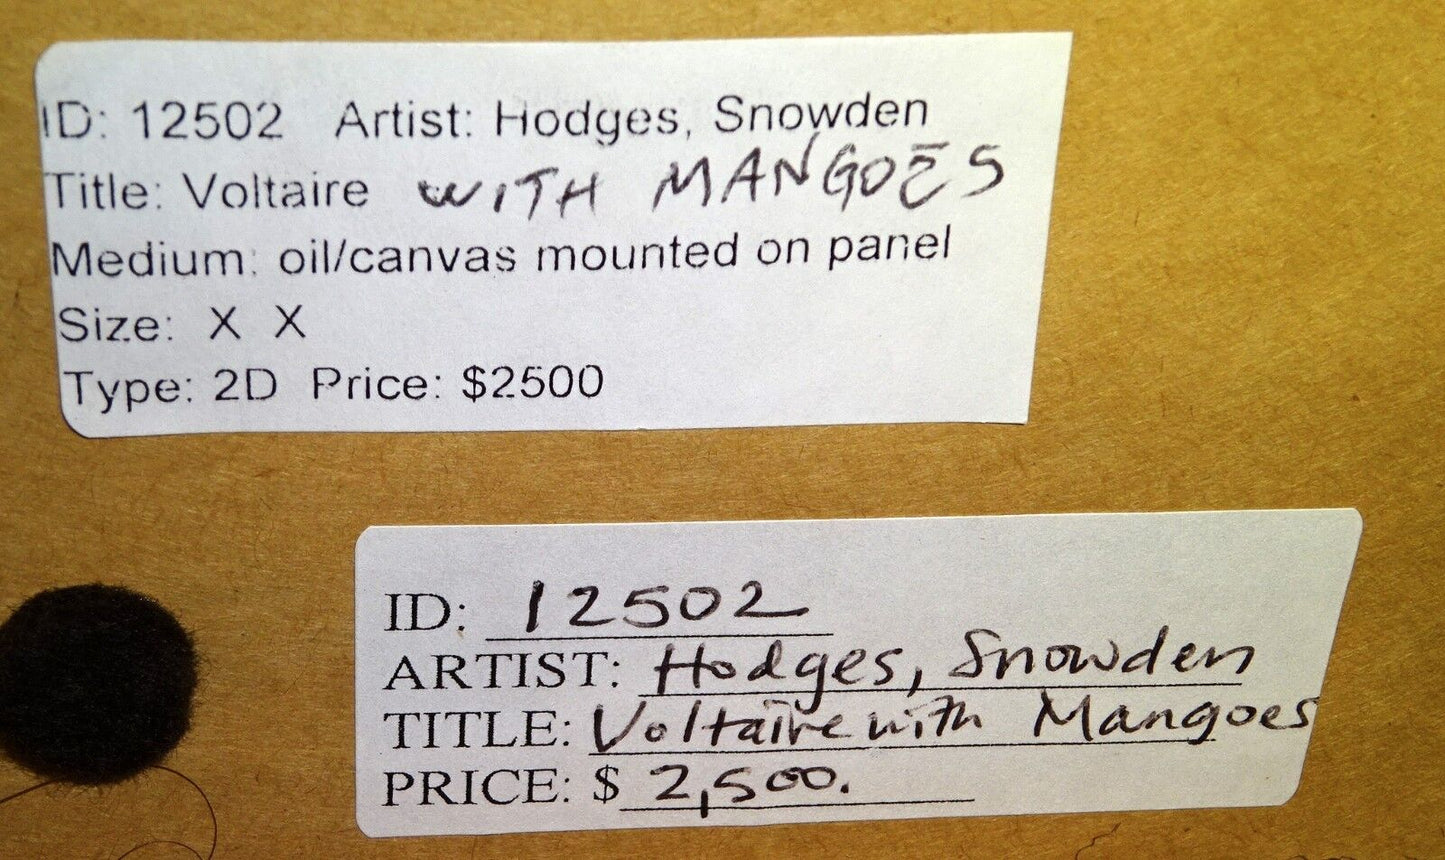 ID: 12502 Artist: Hodges, Snowden
Title: Voltaire WITH MANGOES
Medium: oil/canvas mounted on panel
Size: X X
Type: 2D Price: $2500
ID: 12502
ARTIST: Hodges, Snowden
TITLE: Voltaire with Mangoes
PRICE: $ 2,500.